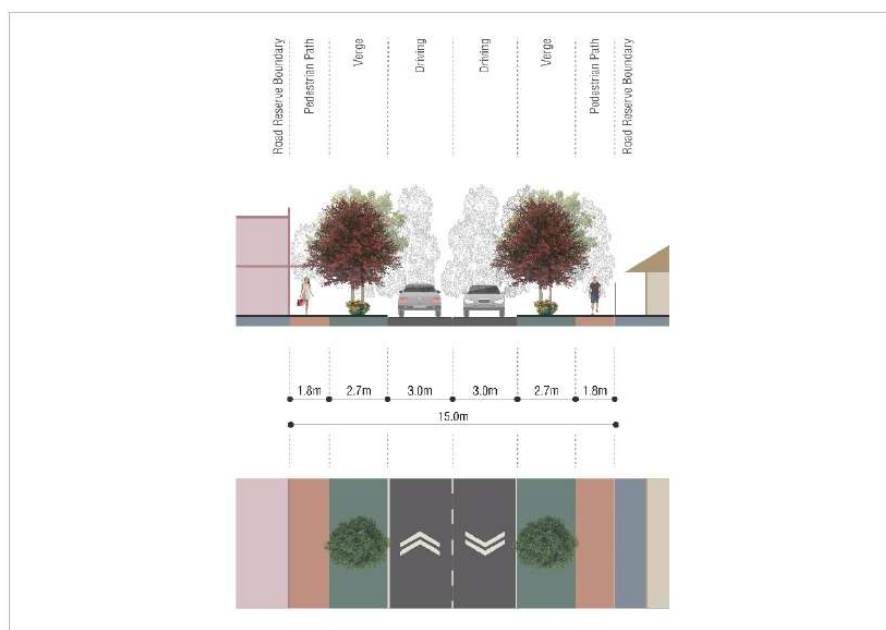 Road Reserve Boundary
Pedestrian Path
Verge
Driving
Driving
Verge
Pedestrian Path
Road Reserve Boundary
1.8m
2.7m
3.0m
3.0m
2.7m
1.8m
15.0m